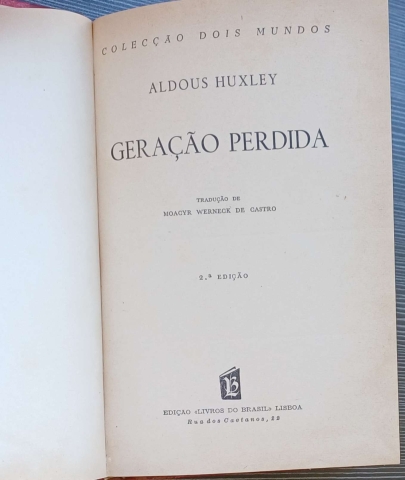 COLECÇÃO DOIS MUNDOS
ALDOUS HUXLEY
GERAÇÃO PERDIDA
TRADUÇÃO DE
MOACYR WERNECK DE CASTRO
2.ª EDIÇÃO
EDIÇÃO «LIVROS DO BRASIL» LISBOA
Rua dos Caetanos, 22